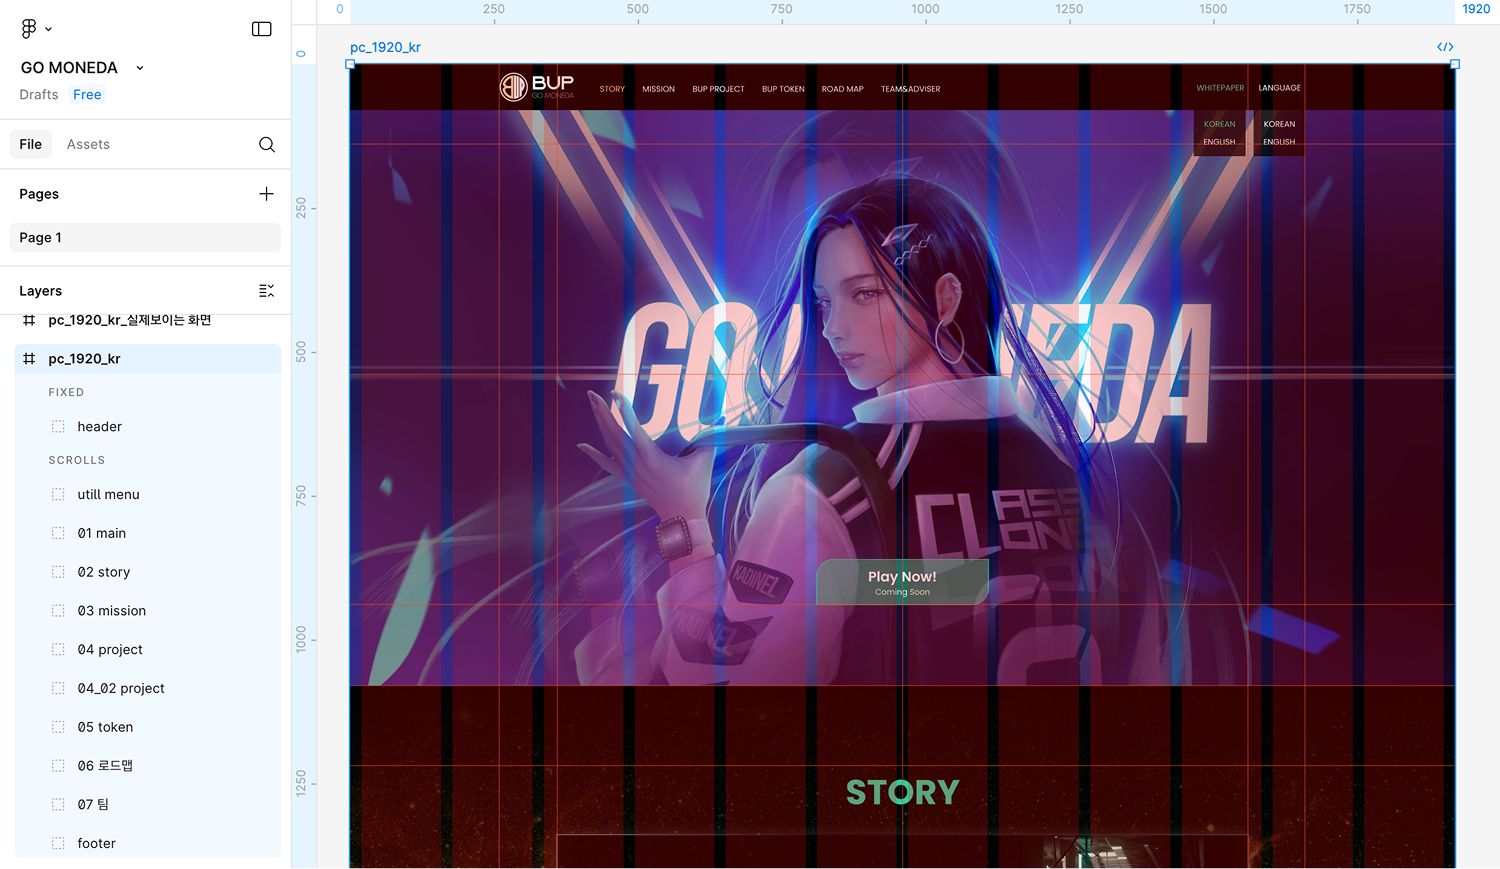 0 250 500 750 1000 1250 1500 1750 1920
GO MONEDA
Drafts Free
File Assets
Pages
Page 1
Layers
pc_1920_kr_실제보이는 화면
pc_1920_kr
FIXED
header
SCROLLS
utill menu
01 main
02 story
03 mission
04 project
04_02 project
05 token
06 로드맵
07 팀
footer
0
250
500
750
1000
1250
pc_1920_kr
BUP
GO MONEDA
STORY MISSION BUP PROJECT BUP TOKEN ROAD MAP TEAM&ADVISER
WHITEPAPER LANGUAGE
KOREAN KOREAN
ENGLISH ENGLISH
CLASS
Play Now!
Coming Soon
STORY